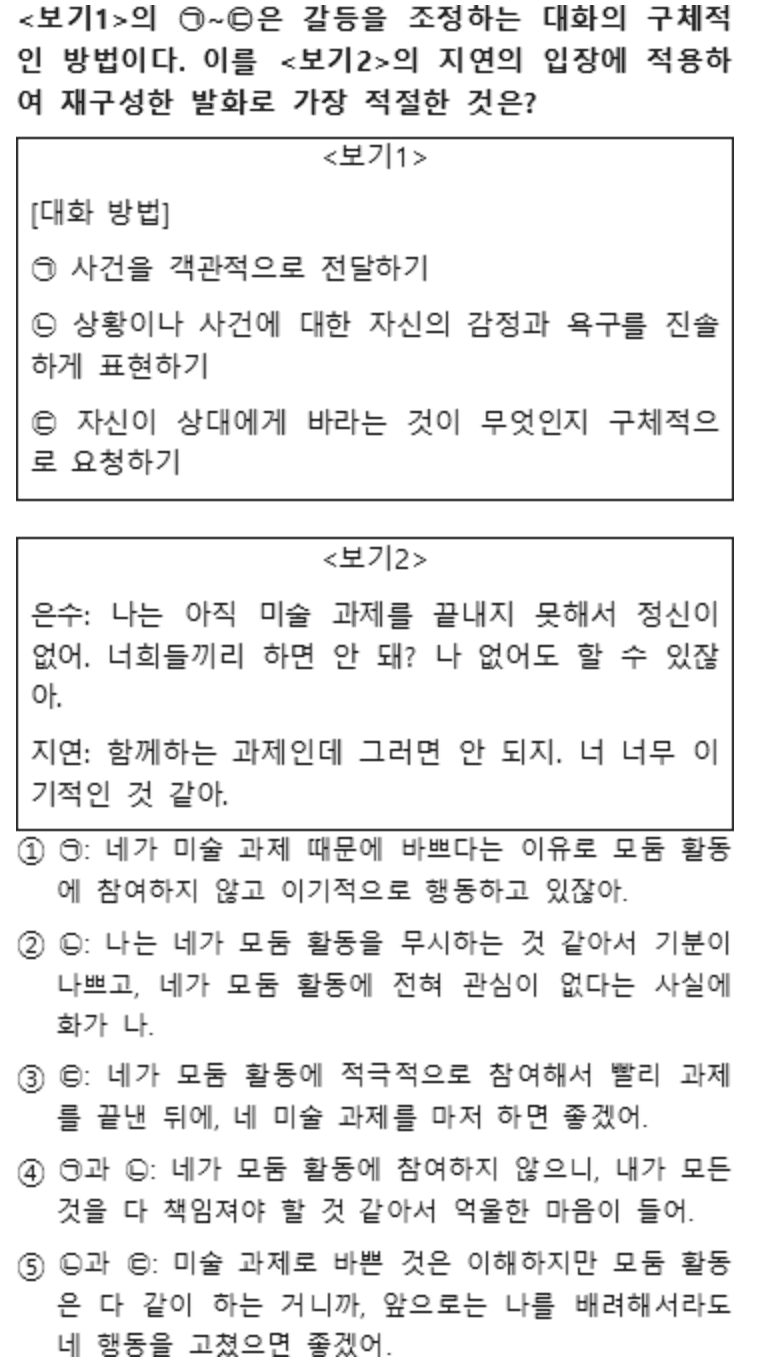 <보기1>의 ㉠~㉢은 갈등을 조정하는 대화의 구체적
인 방법이다. 이를 <보기2>의 지연의 입장에 적용하
여 재구성한 발화로 가장 적절한 것은?
<보기1>
[대화 방법]
㉠ 사건을 객관적으로 전달하기
㉡ 상황이나 사건에 대한 자신의 감정과 욕구를 진솔
하게 표현하기
㉢ 자신이 상대에게 바라는 것이 무엇인지 구체적으
로 요청하기
<보기2>
은수: 나는 아직 미술 과제를 끝내지 못해서 정신이
없어. 너희들끼리 하면 안 돼? 나 없어도 할 수 있잖
아.
지연: 함께하는 과제인데 그러면 안 되지. 너 너무 이
기적인 것 같아.
① ㉠: 네가 미술 과제 때문에 바쁘다는 이유로 모둠 활동
에 참여하지 않고 이기적으로 행동하고 있잖아.
② ㉡: 나는 네가 모둠 활동을 무시하는 것 같아서 기분이
나쁘고, 네가 모둠 활동에 전혀 관심이 없다는 사실에
화가 나.
③ ㉢: 네가 모둠 활동에 적극적으로 참여해서 빨리 과제
를 끝낸 뒤에, 네 미술 과제를 마저 하면 좋겠어.
④ ㉠과 ㉡: 네가 모둠 활동에 참여하지 않으니, 내가 모든
것을 다 책임져야 할 것 같아서 억울한 마음이 들어.
⑤ ㉡과 ㉢: 미술 과제로 바쁜 것은 이해하지만 모둠 활동
은 다 같이 하는 거니까, 앞으로는 나를 배려해서라도
네 행동을 고쳤으면 좋겠어.